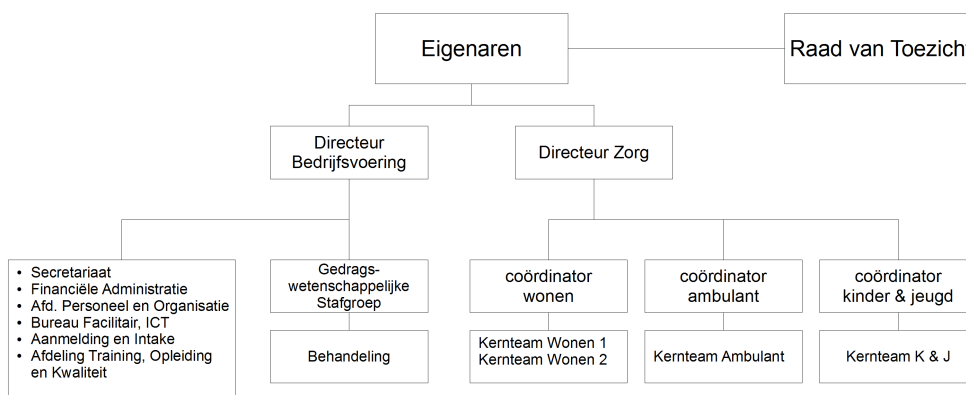 Eigenaren
Raad van Toezicht
Directeur
Bedrijfsvoering
Directeur Zorg
• Secretariaat
• Financiële Administratie
• Afd. Personeel en Organisatie
• Bureau Facilitair, ICT
• Aanmelding en Intake
• Afdeling Training, Opleiding
en Kwaliteit
Gedrags-
wetenschappelijke
Stafgroep
coördinator
wonen
coördinator
ambulant
coördinator
kinder & jeugd
Behandeling
Kernteam Wonen 1
Kernteam Wonen 2
Kernteam Ambulant
Kernteam K & J